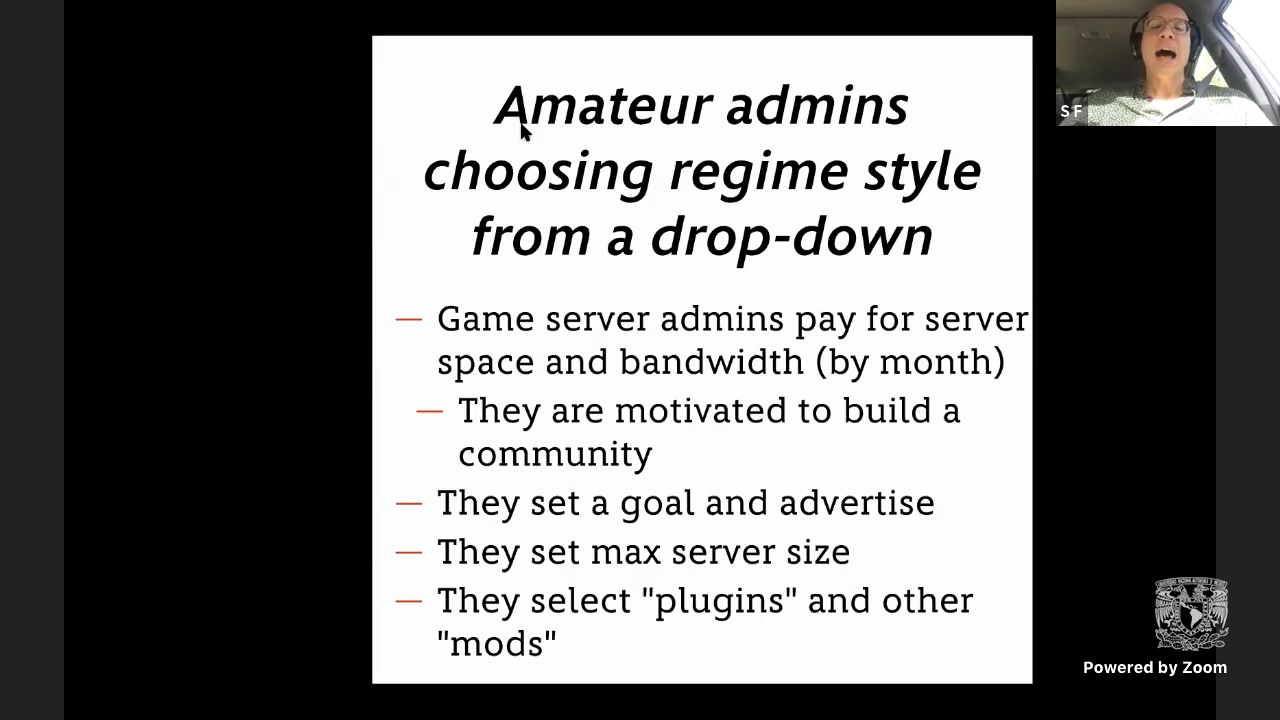 Amateur admins
choosing regime style
from a drop-down
— Game server admins pay for server
space and bandwidth (by month)
— They are motivated to build a
community
— They set a goal and advertise
— They set max server size
— They select "plugins" and other
"mods"
S F
Powered by Zoom